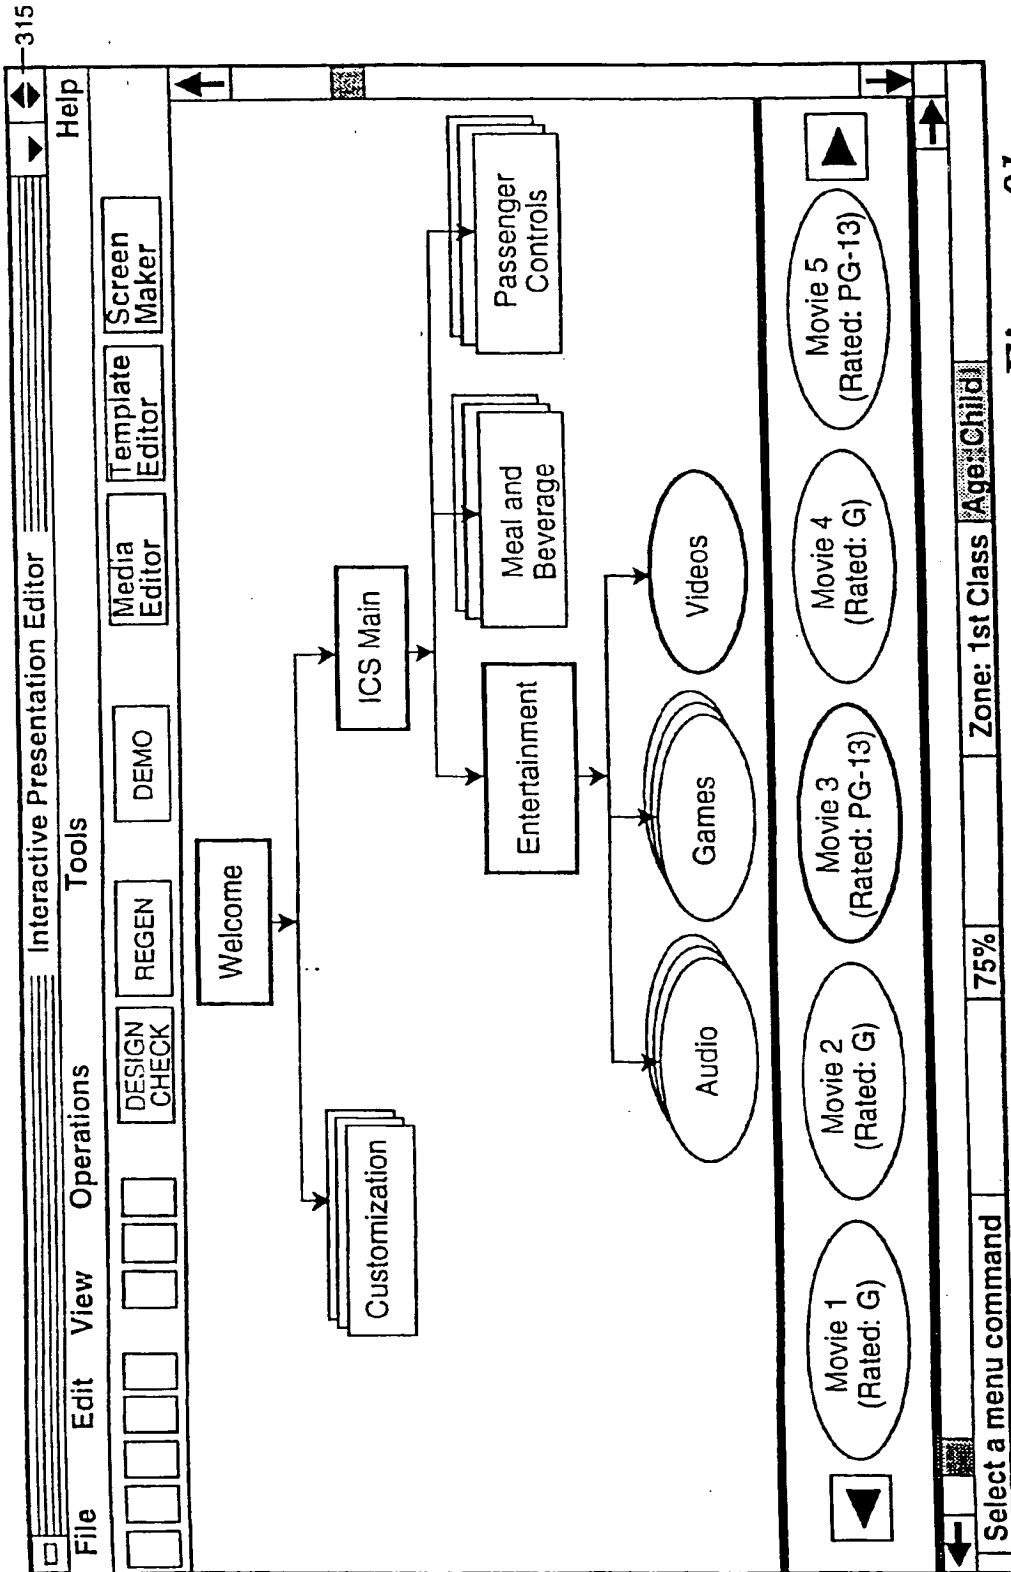 315
Interactive Presentation Editor
File Edit View Operations Tools Help
DESIGN
CHECK
REGEN
DEMO
Media
Editor
Template
Editor
Screen
Maker
Welcome
Customization
ICS Main
Entertainment
Meal and
Beverage
Passenger
Controls
Audio
Games
Videos
Movie 1
(Rated: G)
Movie 2
(Rated: G)
Movie 3
(Rated: PG-13)
Movie 4
(Rated: G)
Movie 5
(Rated: PG-13)
Select a menu command
75%
Zone: 1st Class
Age: Child